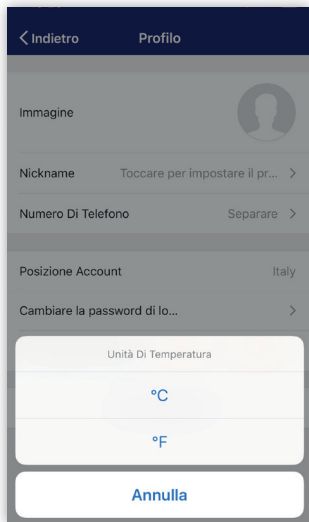 Indietro Profilo
Immagine
Nickname Toccare per impostare il pr...
Numero Di Telefono Separare
Posizione Account Italy
Cambiare la password di lo...
Unità Di Temperatura
°C
°F
Annulla